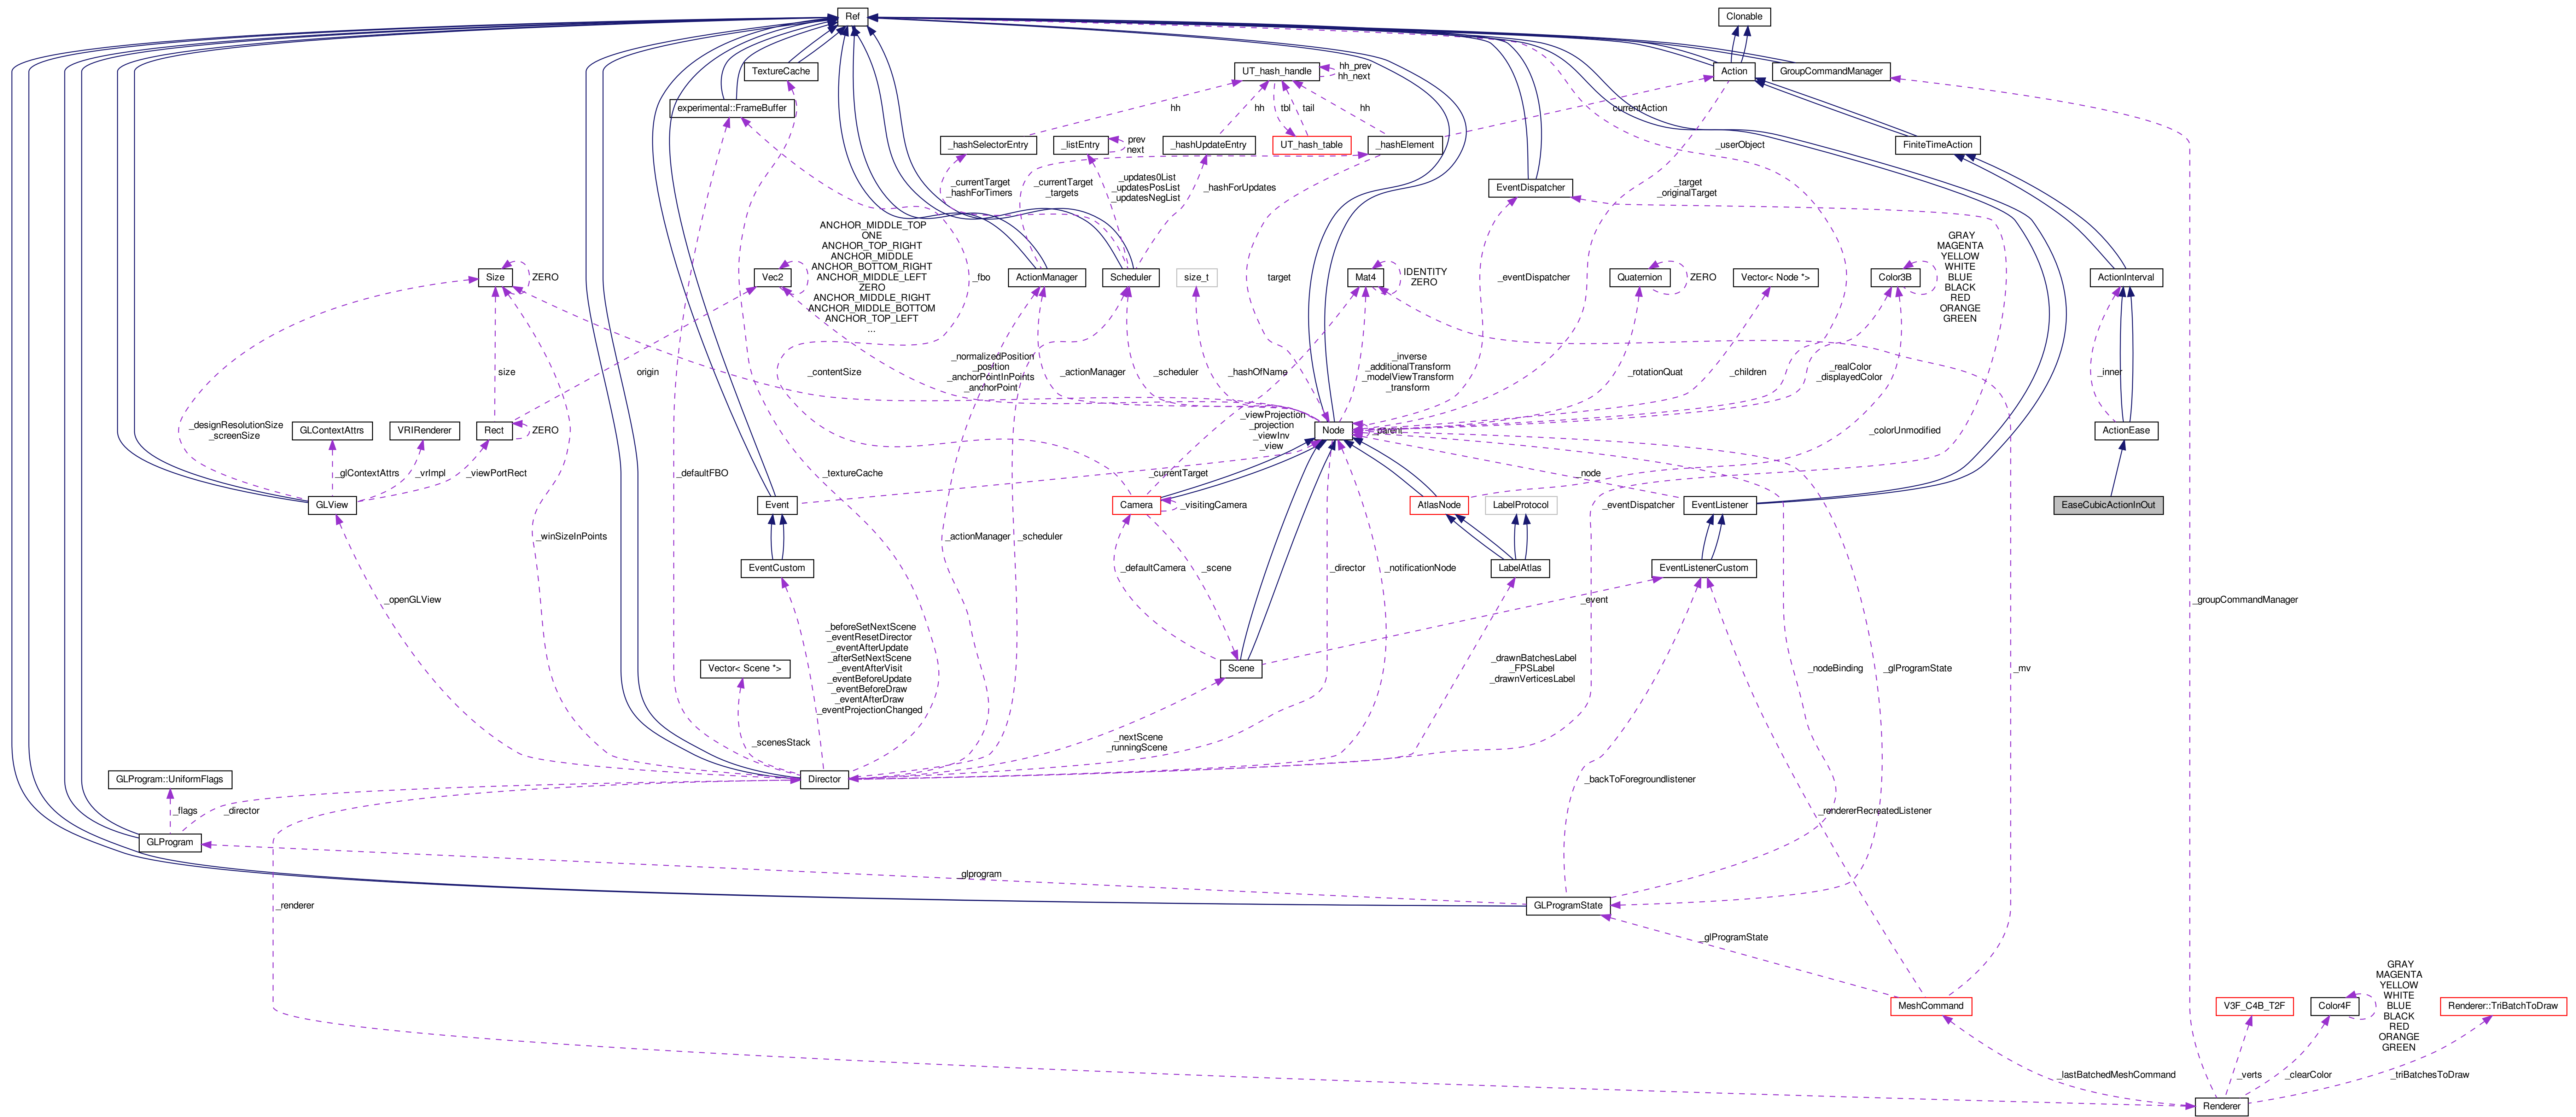 Ref
Clonable
TextureCache
UT_hash_handle
hh_prev
hh_next
Action
GroupCommandManager
experimental::FrameBuffer
hh
hh
tbl
tail
hh
currentAction
_hashSelectorEntry
_listEntry
prev
next
_hashUpdateEntry
UT_hash_table
_hashElement
_userObject
FiniteTimeAction
_currentTarget
_hashForTimers
_currentTarget
_targets
_updates0List
_updatesPosList
_updatesNegList
_hashForUpdates
EventDispatcher
_target
_originalTarget
ANCHOR_MIDDLE_TOP
ONE
ANCHOR_TOP_RIGHT
ANCHOR_MIDDLE
ANCHOR_BOTTOM_RIGHT
ANCHOR_MIDDLE_LEFT
ZERO
ANCHOR_MIDDLE_RIGHT
ANCHOR_MIDDLE_BOTTOM
ANCHOR_TOP_LEFT
...
GRAY
MAGENTA
YELLOW
WHITE
BLUE
BLACK
RED
ORANGE
GREEN
Size
ZERO
Vec2
_fbo
ActionManager
Scheduler
size_t
target
Mat4
IDENTITY
ZERO
_eventDispatcher
Quaternion
ZERO
Vector< Node *>
Color3B
ActionInterval
size
origin
_contentSize
_normalizedPosition
_position
_anchorPointInPoints
_anchorPoint
_actionManager
_scheduler
_hashOfName
_inverse
_additionalTransform
_modelViewTransform
_transform
_rotationQuat
_children
_realColor
_displayedColor
_inner
_designResolutionSize
_screenSize
GLContextAttrs
VRIRenderer
Rect
ZERO
_viewProjection
_projection
_viewInv
_view
Node
_parent
_colorUnmodified
ActionEase
_glContextAttrs
_vrImpl
_viewPortRect
_defaultFBO
_textureCache
_currentTarget
_node
GLView
Event
Camera
_visitingCamera
AtlasNode
LabelProtocol
_eventDispatcher
EventListener
EaseCubicActionInOut
_winSizeInPoints
_actionManager
_scheduler
EventCustom
_defaultCamera
_scene
_director
_notificationNode
LabelAtlas
EventListenerCustom
_openGLView
_event
_groupCommandManager
_beforeSetNextScene
_eventResetDirector
_eventAfterUpdate
_afterSetNextScene
_eventAfterVisit
_eventBeforeUpdate
_eventBeforeDraw
_eventAfterDraw
_eventProjectionChanged
Vector< Scene *>
Scene
_drawnBatchesLabel
_FPSLabel
_drawnVerticesLabel
_nodeBinding
_glProgramState
_mv
_scenesStack
_nextScene
_runningScene
GLProgram::UniformFlags
Director
_backToForegroundlistener
_flags
_director
_rendererRecreatedListener
GLProgram
_glprogram
_renderer
GLProgramState
_glProgramState
GRAY
MAGENTA
YELLOW
WHITE
BLUE
BLACK
RED
ORANGE
GREEN
MeshCommand
V3F_C4B_T2F
Color4F
Renderer::TriBatchToDraw
_lastBatchedMeshCommand
_verts
_clearColor
_triBatchesToDraw
Renderer